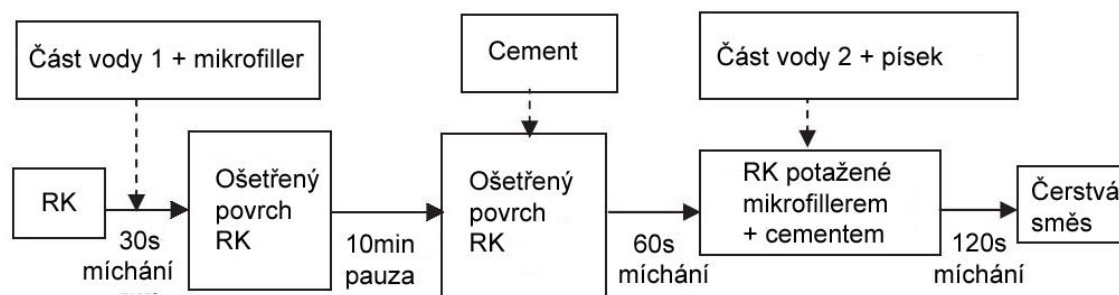 Část vody 1 + mikrofiller
Cement
Část vody 2 + písek
RK
30s
míchání
Ošetřený
povrch
RK
10min
pauza
Ošetřený
povrch
RK
60s
míchání
RK potažené
mikrofillerem
+ cementem
120s
míchání
Čerstvá
směs